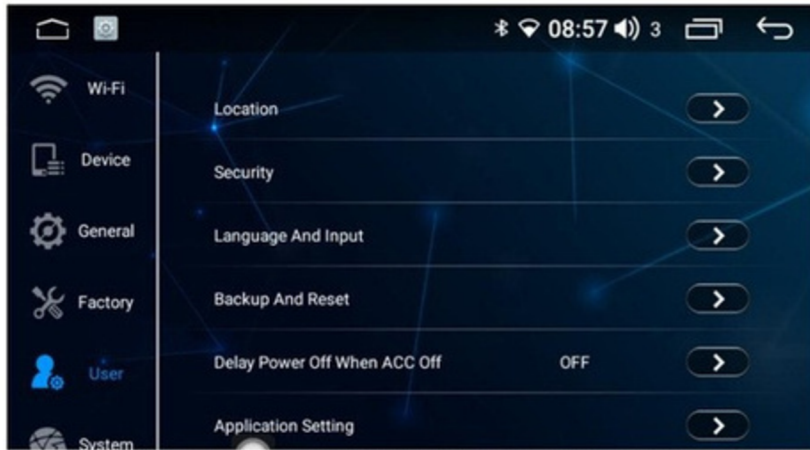 08:57 3
Wi-Fi
Device
General
Factory
User
System
Location
Security
Language And Input
Backup And Reset
Delay Power Off When ACC Off OFF
Application Setting